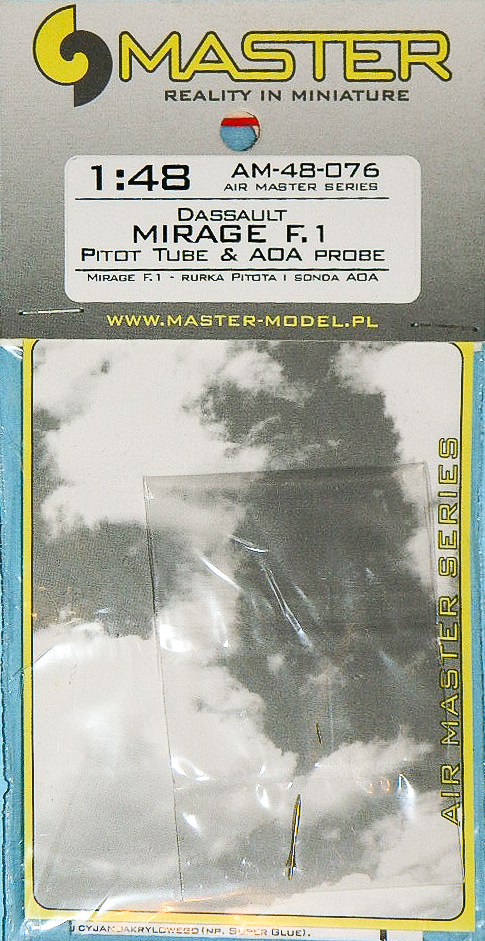 MASTER
REALITY IN MINIATURE
1:48
AM-48-076
AIR MASTER SERIES
DASSAULT
MIRAGE F.1
PITOT TUBE & AOA PROBE
MIRAGE F.1 - RURKA PITOTA I SONDA AOA
WWW.MASTER-MODEL.PL
AIR MASTER SERIES
CYJANOAKRYLOWEGO (NP. SUPER GLUE).